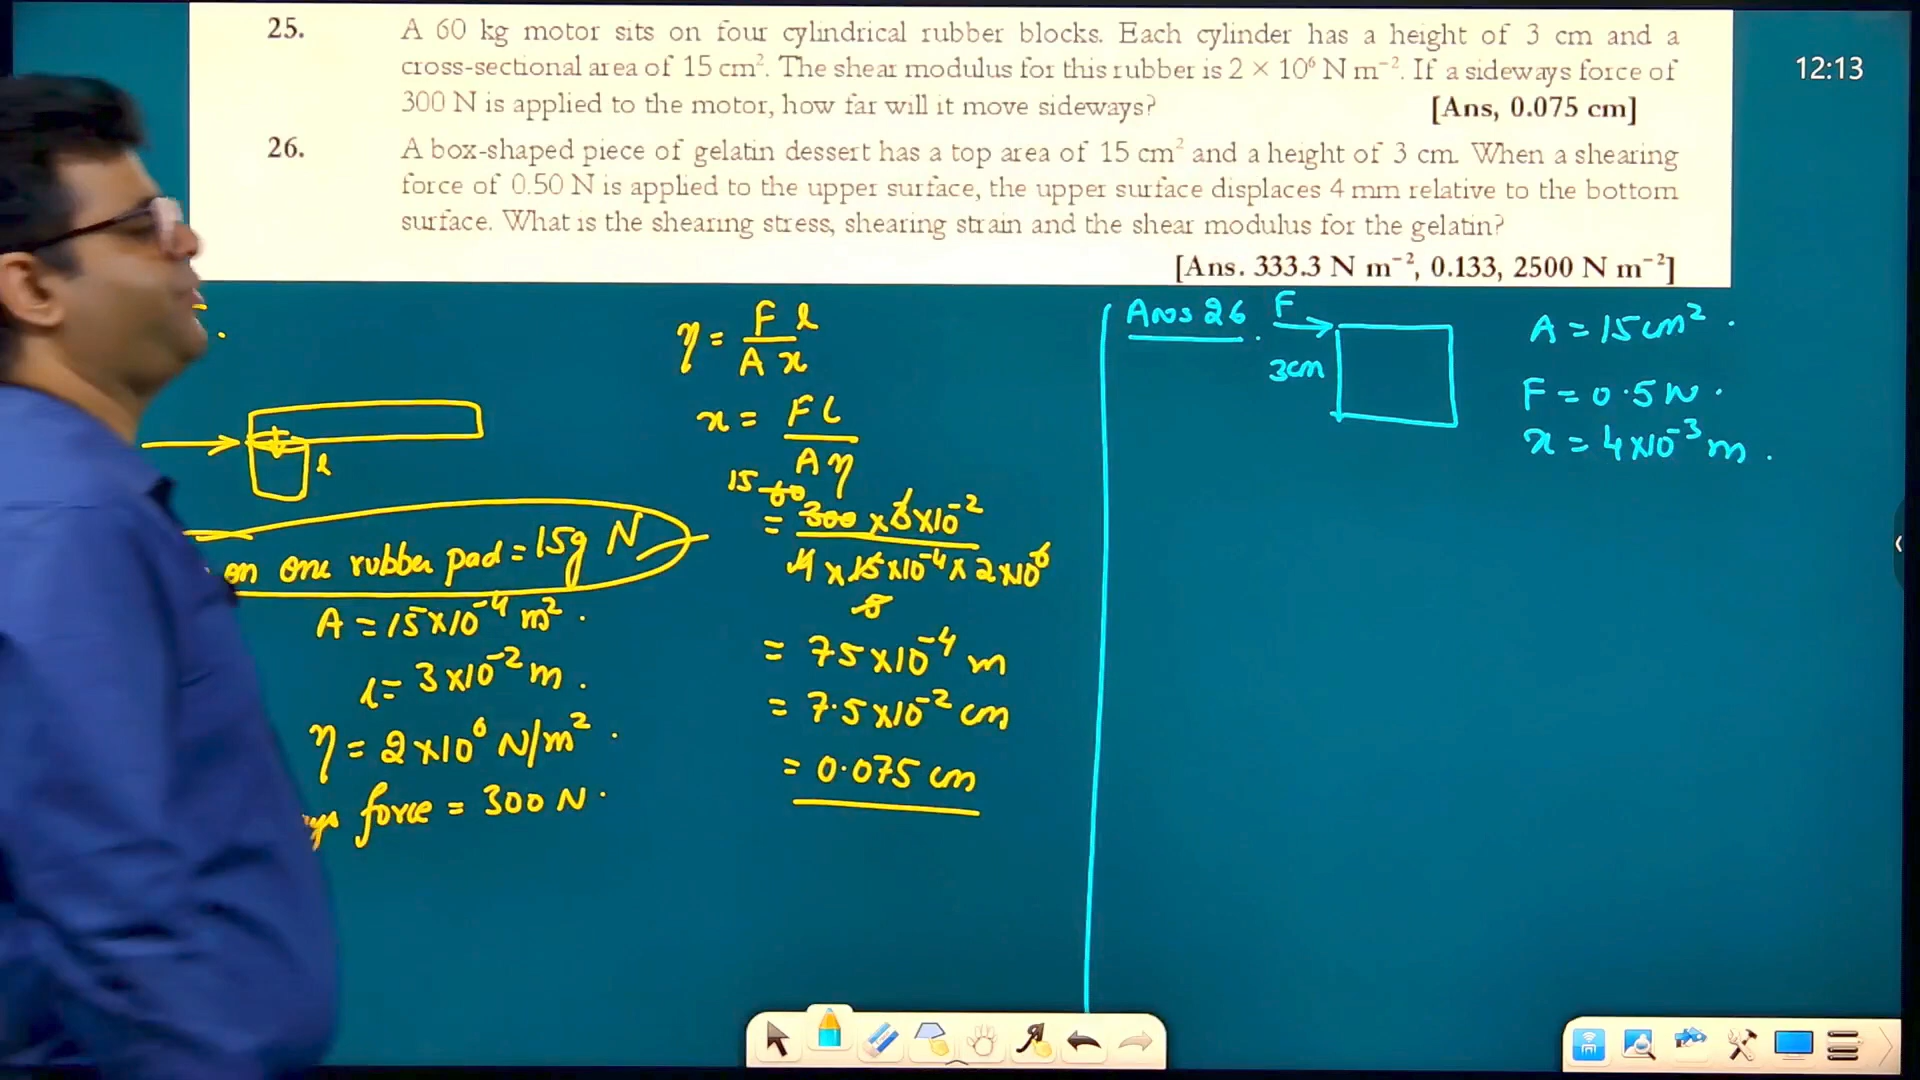 25. A 60 kg motor sits on four cylindrical rubber blocks. Each cylinder has a height of 3 cm and a
cross-sectional area of 15 cm². The shear modulus for this rubber is 2 × 10⁶ N m⁻². If a sideways force of
300 N is applied to the motor, how far will it move sideways? [Ans, 0.075 cm]
26. A box-shaped piece of gelatin dessert has a top area of 15 cm² and a height of 3 cm. When a shearing
force of 0.50 N is applied to the upper surface, the upper surface displaces 4 mm relative to the bottom
surface. What is the shearing stress, shearing strain and the shear modulus for the gelatin?
[Ans. 333.3 N m⁻², 0.133, 2500 N m⁻²]
12:13
l
on one rubber pad = 15g N
A = 15×10⁻⁴ m².
l = 3×10⁻² m.
η = 2×10⁶ N/m².
force = 300 N.
η = F l / A x
x = F l / A η
15 60
= 300 × 3×10⁻² / 4 × 15×10⁻⁴ × 2×10⁶
5
= 75×10⁻⁴ m
= 7.5×10⁻² cm
= 0.075 cm
Ans 26.
F
3cm
A = 15 cm².
F = 0.5 N.
x = 4×10⁻³ m.